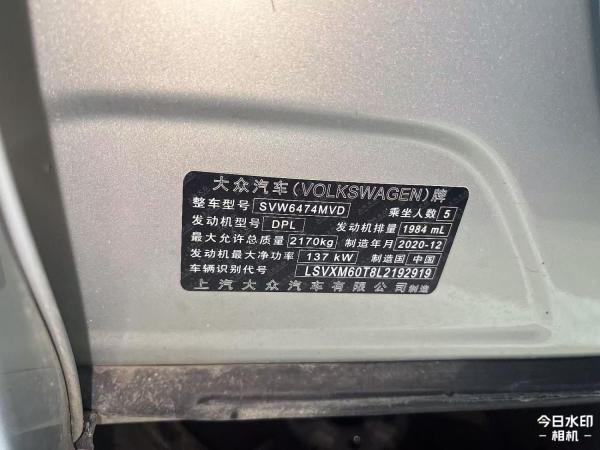 大众汽车(VOLKSWAGEN)牌
整车型号 SVW6474MVD 乘坐人数 5
发动机型号 DPL 发动机排量 1984 mL
最大允许总质量 2170kg 制造年月 2020-12
发动机最大净功率 137 kW 制造国 中国
车辆识别代号 LSVXM60T8L2192919
上汽大众汽车有限公司制造
今日水印
-相机-